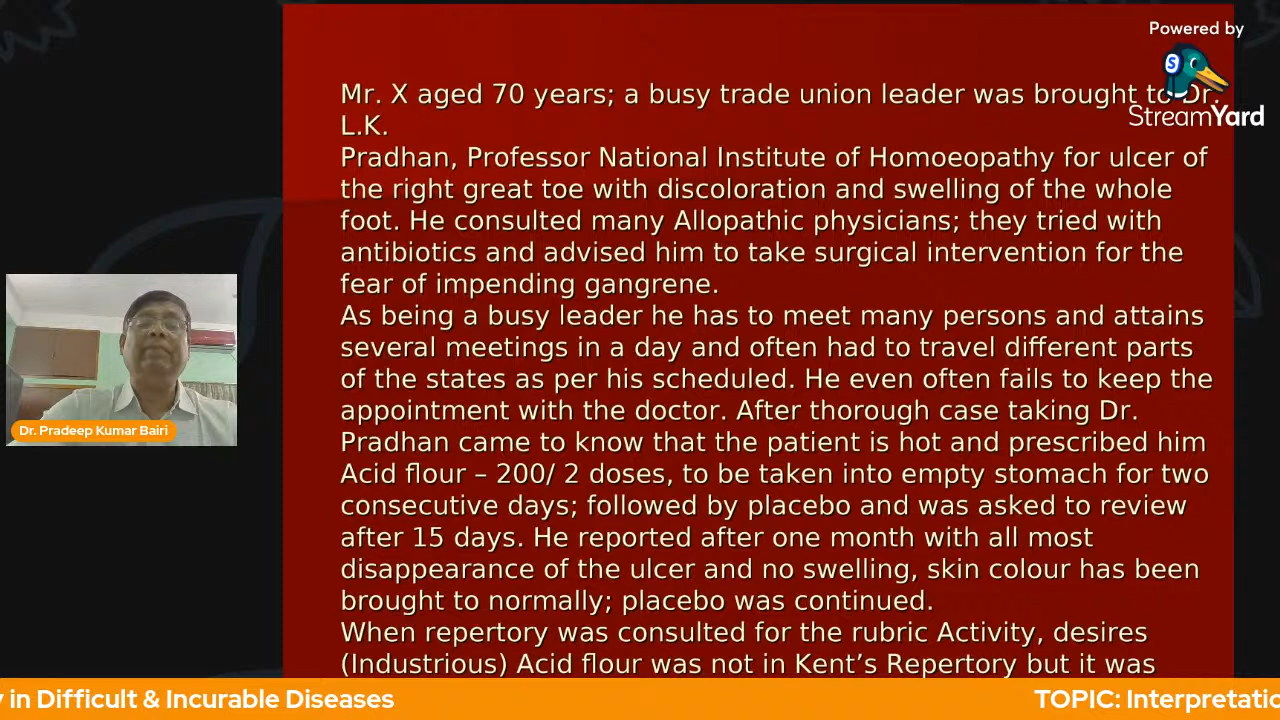 Powered by
StreamYard
Mr. X aged 70 years; a busy trade union leader was brought to Dr.
L.K.
Pradhan, Professor National Institute of Homoeopathy for ulcer of
the right great toe with discoloration and swelling of the whole
foot. He consulted many Allopathic physicians; they tried with
antibiotics and advised him to take surgical intervention for the
fear of impending gangrene.
As being a busy leader he has to meet many persons and attains
several meetings in a day and often had to travel different parts
of the states as per his scheduled. He even often fails to keep the
appointment with the doctor. After thorough case taking Dr.
Pradhan came to know that the patient is hot and prescribed him
Acid flour – 200/ 2 doses, to be taken into empty stomach for two
consecutive days; followed by placebo and was asked to review
after 15 days. He reported after one month with all most
disappearance of the ulcer and no swelling, skin colour has been
brought to normally; placebo was continued.
When repertory was consulted for the rubric Activity, desires
(Industrious) Acid flour was not in Kent’s Repertory but it was
Dr. Pradeep Kumar Bairi
y in Difficult & Incurable Diseases
TOPIC: Interpretatio